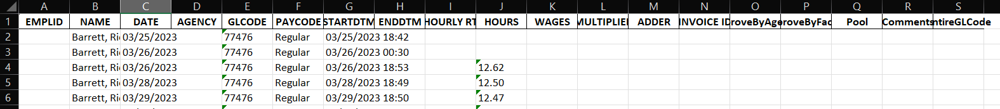 A B C D E F G H I J K L M N O P Q R S
1 EMPLID NAME DATE AGENCY GLCODE PAYCODE STARTDTM ENDDTM HOURLY RT HOURS WAGES MULTIPLIEI ADDER INVOICE ID roveByAge roveByFac Pool Comments ntireGLCode
2 Barrett, Ri 03/25/2023 77476 Regular 03/25/2023 18:42
3 Barrett, Ri 03/26/2023 77476 Regular 03/26/2023 00:30
4 Barrett, Ri 03/26/2023 77476 Regular 03/26/2023 18:53 12.62
5 Barrett, Ri 03/28/2023 77476 Regular 03/28/2023 18:49 12.50
6 Barrett, Ri 03/29/2023 77476 Regular 03/29/2023 18:50 12.47